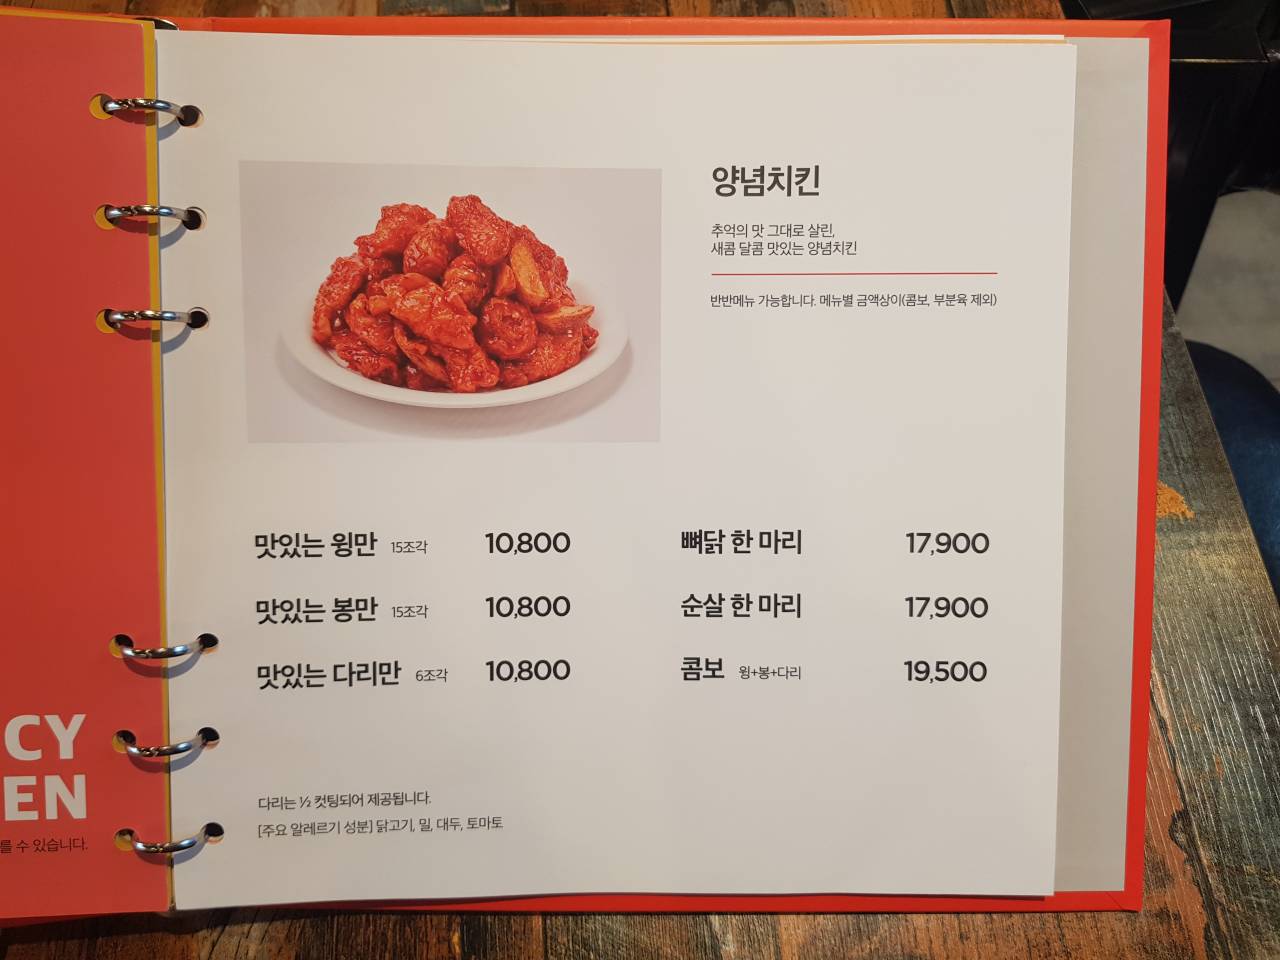 양념치킨
추억의 맛 그대로 살린,
새콤 달콤 맛있는 양념치킨
반반메뉴 가능합니다. 메뉴별 금액상이(콤보, 부분육 제외)
맛있는 윙만 15조각 10,800
맛있는 봉만 15조각 10,800
맛있는 다리만 6조각 10,800
뼈닭 한 마리 17,900
순살 한 마리 17,900
콤보 윙+봉+다리 19,500
다리는 ½ 컷팅되어 제공됩니다.
[주요 알레르기 성분] 닭고기, 밀, 대두, 토마토
CY
EN
를 수 있습니다.